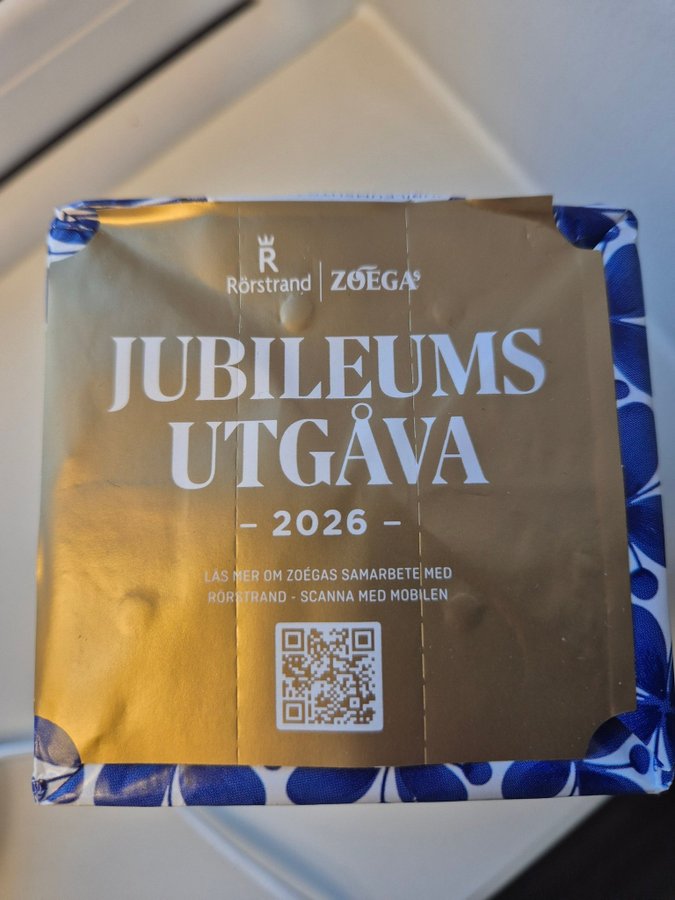 R
Rörstrand | ZOÉGAS
JUBILEUMS
UTGÅVA
- 2026 -
LÄS MER OM ZOÉGAS SAMARBETE MED
RÖRSTRAND - SCANNA MED MOBILEN